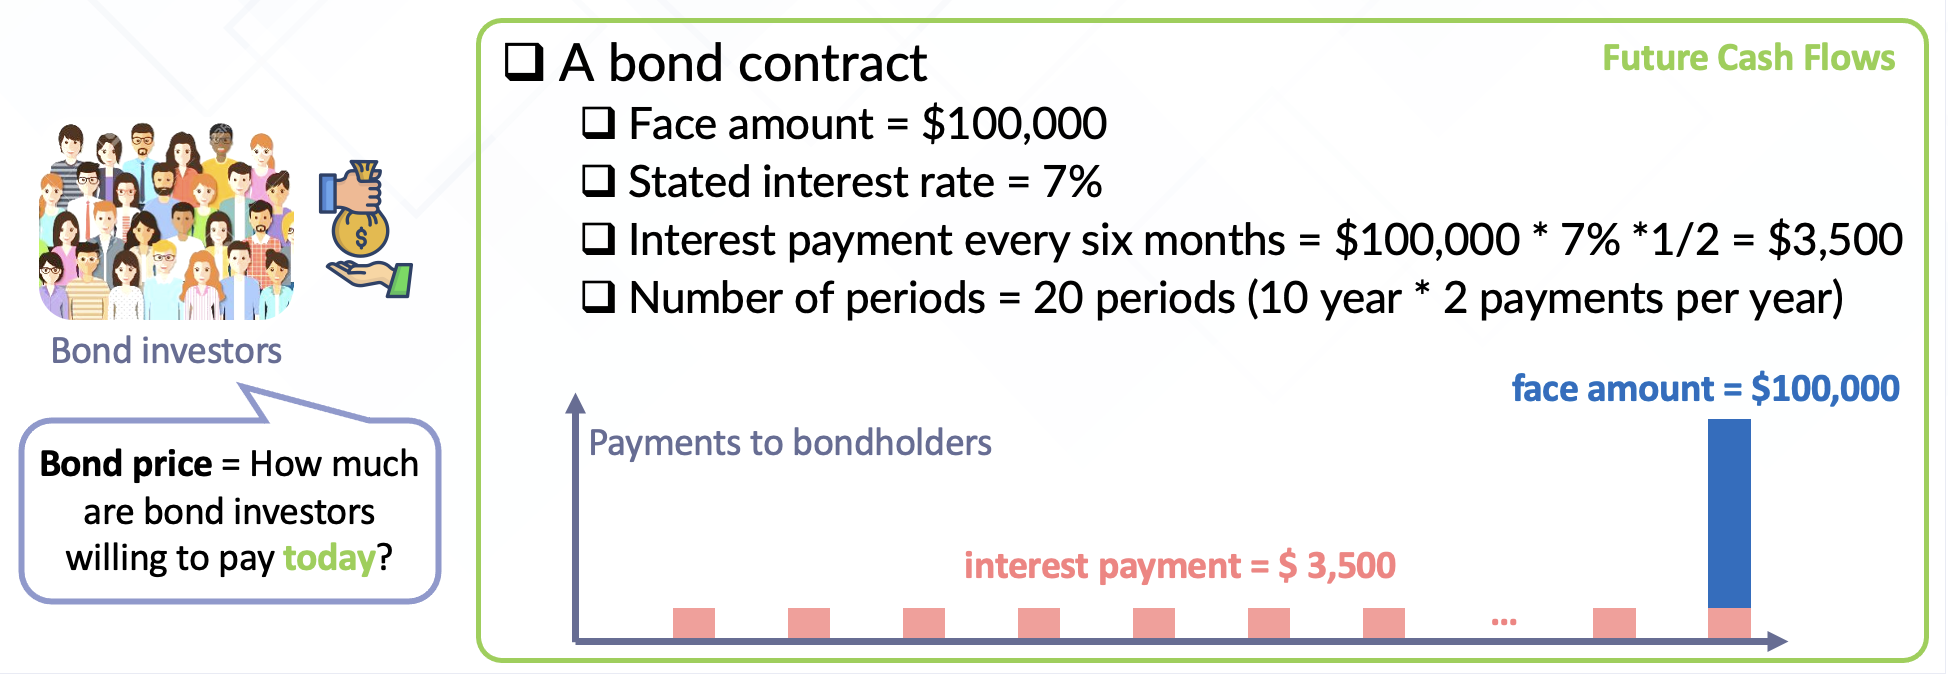 A bond contract
Future Cash Flows
Face amount = $100,000
Stated interest rate = 7%
Interest payment every six months = $100,000 * 7% *1/2 = $3,500
Number of periods = 20 periods (10 year * 2 payments per year)
$
Bond investors
Bond price = How much
are bond investors
willing to pay today?
face amount = $100,000
Payments to bondholders
interest payment = $ 3,500
...